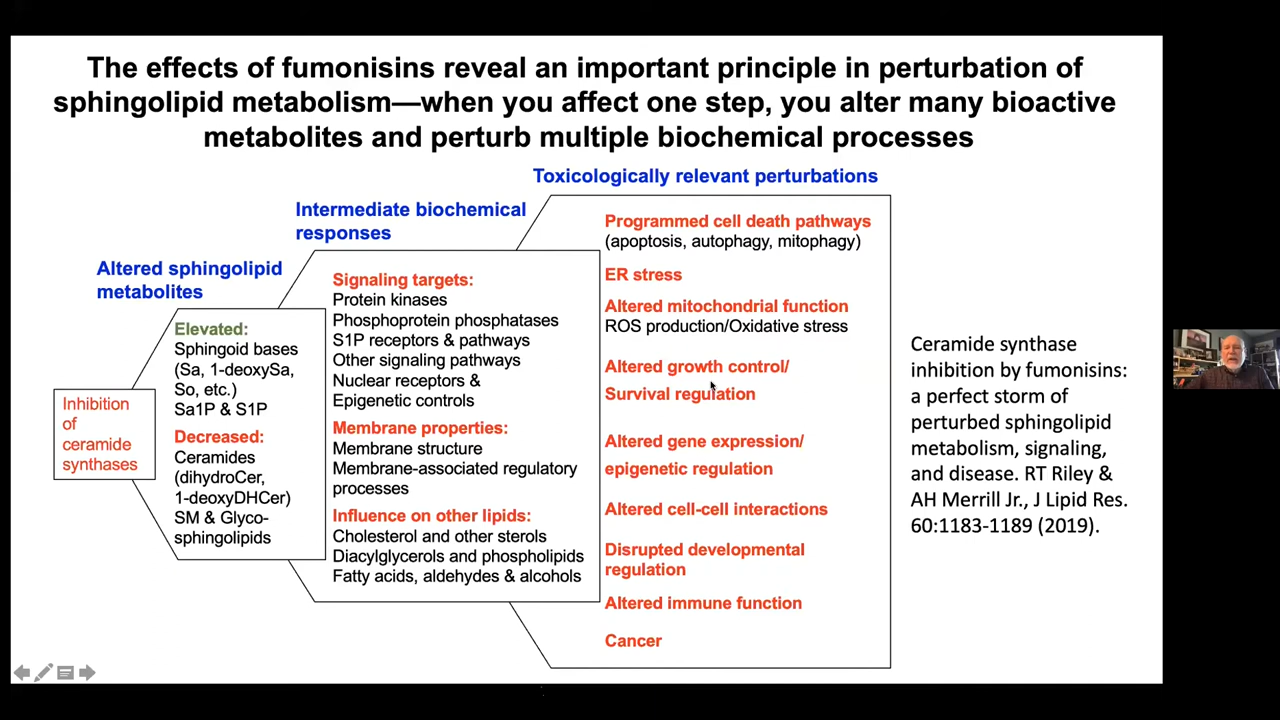 The effects of fumonisins reveal an important principle in perturbation of
sphingolipid metabolism—when you affect one step, you alter many bioactive
metabolites and perturb multiple biochemical processes
Altered sphingolipid
metabolites
Intermediate biochemical
responses
Toxicologically relevant perturbations
Inhibition
of
ceramide
synthases
Elevated:
Sphingoid bases
(Sa, 1-deoxySa,
So, etc.)
Sa1P & S1P
Decreased:
Ceramides
(dihydroCer,
1-deoxyDHCer)
SM & Glyco-
sphingolipids
Signaling targets:
Protein kinases
Phosphoprotein phosphatases
S1P receptors & pathways
Other signaling pathways
Nuclear receptors &
Epigenetic controls
Membrane properties:
Membrane structure
Membrane-associated regulatory
processes
Influence on other lipids:
Cholesterol and other sterols
Diacylglycerols and phospholipids
Fatty acids, aldehydes & alcohols
Programmed cell death pathways
(apoptosis, autophagy, mitophagy)
ER stress
Altered mitochondrial function
ROS production/Oxidative stress
Altered growth control/
Survival regulation
Altered gene expression/
epigenetic regulation
Altered cell-cell interactions
Disrupted developmental
regulation
Altered immune function
Cancer
Ceramide synthase
inhibition by fumonisins:
a perfect storm of
perturbed sphingolipid
metabolism, signaling,
and disease. RT Riley &
AH Merrill Jr., J Lipid Res.
60:1183-1189 (2019).